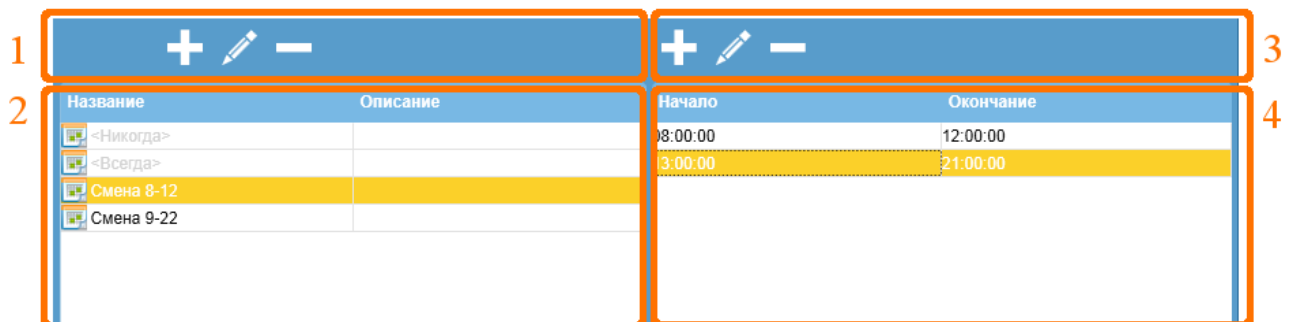 1
3
2
Название Описание Начало Окончание
4
<Никогда> 08:00:00 12:00:00
<Всегда> 13:00:00 21:00:00
Смена 8-12
Смена 9-22